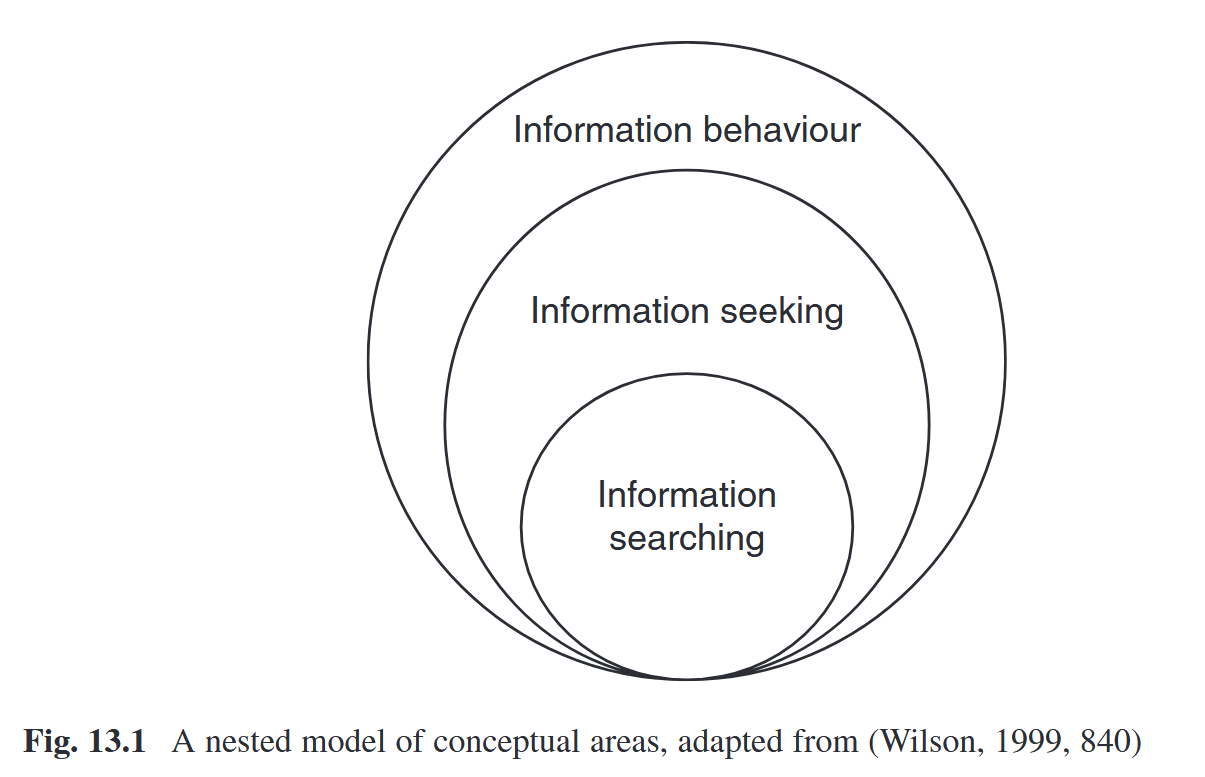 Information behaviour
Information seeking
Information
searching
Fig. 13.1 A nested model of conceptual areas, adapted from (Wilson, 1999, 840)